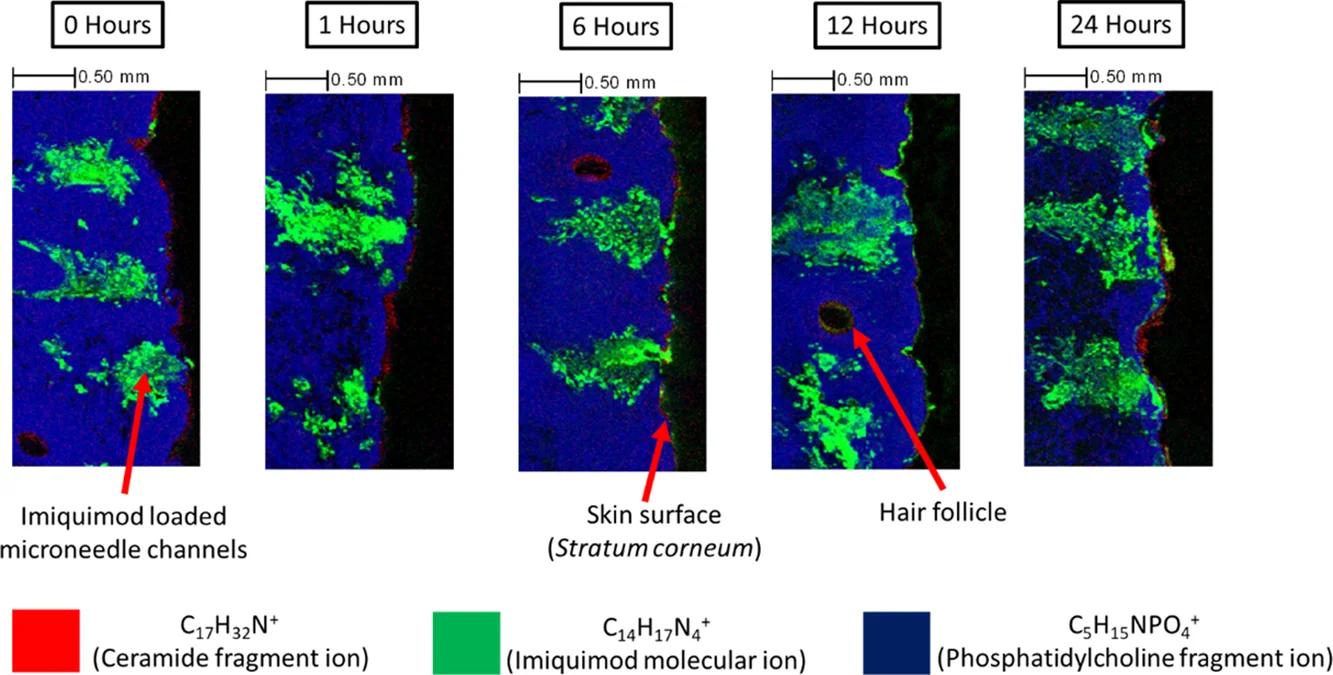 0 Hours
1 Hours
6 Hours
12 Hours
24 Hours
0.50 mm
0.50 mm
0.50 mm
0.50 mm
0.50 mm
Imiquimod loaded
microneedle channels
Skin surface
(Stratum corneum)
Hair follicle
C₁₇H₃₂N⁺
(Ceramide fragment ion)
C₁₄H₁₇N₄⁺
(Imiquimod molecular ion)
C₅H₁₅NPO₄⁺
(Phosphatidylcholine fragment ion)